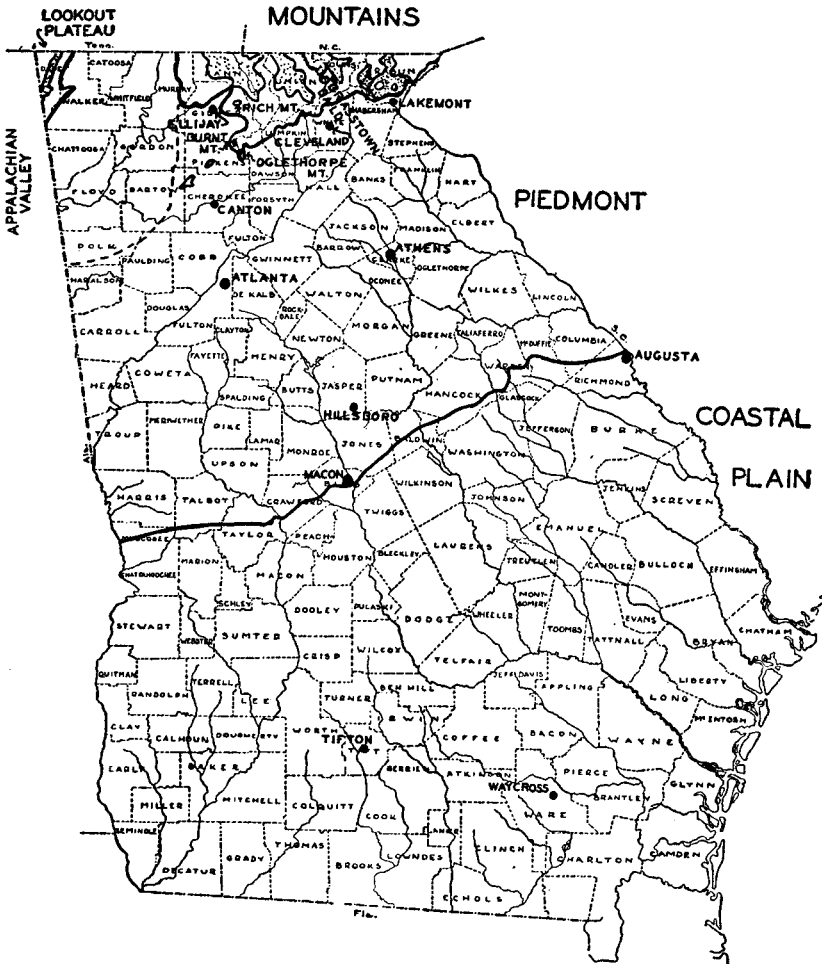 LOOKOUT
PLATEAU
MOUNTAINS
Tenn.
N.C.
CATOOSA
WALKER
WHITFIELD
MURRAY
RICH MT.
LAKEMONT
ELLIJAY
BURNT
MT.
CLEVELAND
HABERSHAM
STEPHENS
OGLETHORPE
MT.
APPALACHIAN
VALLEY
CHATTOOGA
GORDON
PICKENS
DAWSON
HALL
BANKS
FRANKLIN
HART
PIEDMONT
FLOYD
BARTOW
CHEROKEE
FORSYTH
CANTON
JACKSON
MADISON
ELBERT
POLK
PAULDING
COBB
FULTON
GWINNETT
BARROW
ATHENS
CLARKE
OGLETHORPE
HARALSON
ATLANTA
DE KALB
WALTON
OCONEE
WILKES
LINCOLN
DOUGLAS
ROCK-
DALE
CARROLL
FULTON
CLAYTON
NEWTON
MORGAN
GREENE
TALIAFERRO
McDUFFIE
COLUMBIA
S.C.
AUGUSTA
FAYETTE
HENRY
WARREN
RICHMOND
HEARD
COWETA
SPALDING
BUTTS
JASPER
PUTNAM
HANCOCK
GLASCOCK
HILLSBORO
COASTAL
PLAIN
TROUP
MERIWETHER
PIKE
LAMAR
MONROE
JONES
BALDWIN
WASHINGTON
JEFFERSON
BURKE
Ala.
UPSON
MACON
WILKINSON
HARRIS
TALBOT
CRAWFORD
TWIGGS
JOHNSON
JENKINS
SCREVEN
TAYLOR
PEACH
EMANUEL
CHATTAHOOCHEE
MARION
MACON
HOUSTON
BLECKLEY
LAURENS
TREUTLEN
CANDLER
BULLOCH
EFFINGHAM
STEWART
WEBSTER
SCHLEY
SUMTER
DOOLY
PULASKI
DODGE
WHEELER
MONT-
GOMERY
TOOMBS
EVANS
TATTNALL
BRYAN
CHATHAM
QUITMAN
CRISP
WILCOX
TELFAIR
RANDOLPH
TERRELL
LEE
TURNER
BEN HILL
JEFF DAVIS
APPLING
LIBERTY
LONG
McINTOSH
CLAY
CALHOUN
DOUGHERTY
WORTH
TIFTON
TIFT
IRWIN
COFFEE
BACON
WAYNE
EARLY
BAKER
BERRIEN
ATKINSON
PIERCE
GLYNN
MILLER
MITCHELL
COLQUITT
COOK
WAYCROSS
BRANTLEY
WARE
SEMINOLE
LANIER
DECATUR
GRADY
THOMAS
BROOKS
LOWNDES
CLINCH
CHARLTON
CAMDEN
ECHOLS
Fla.